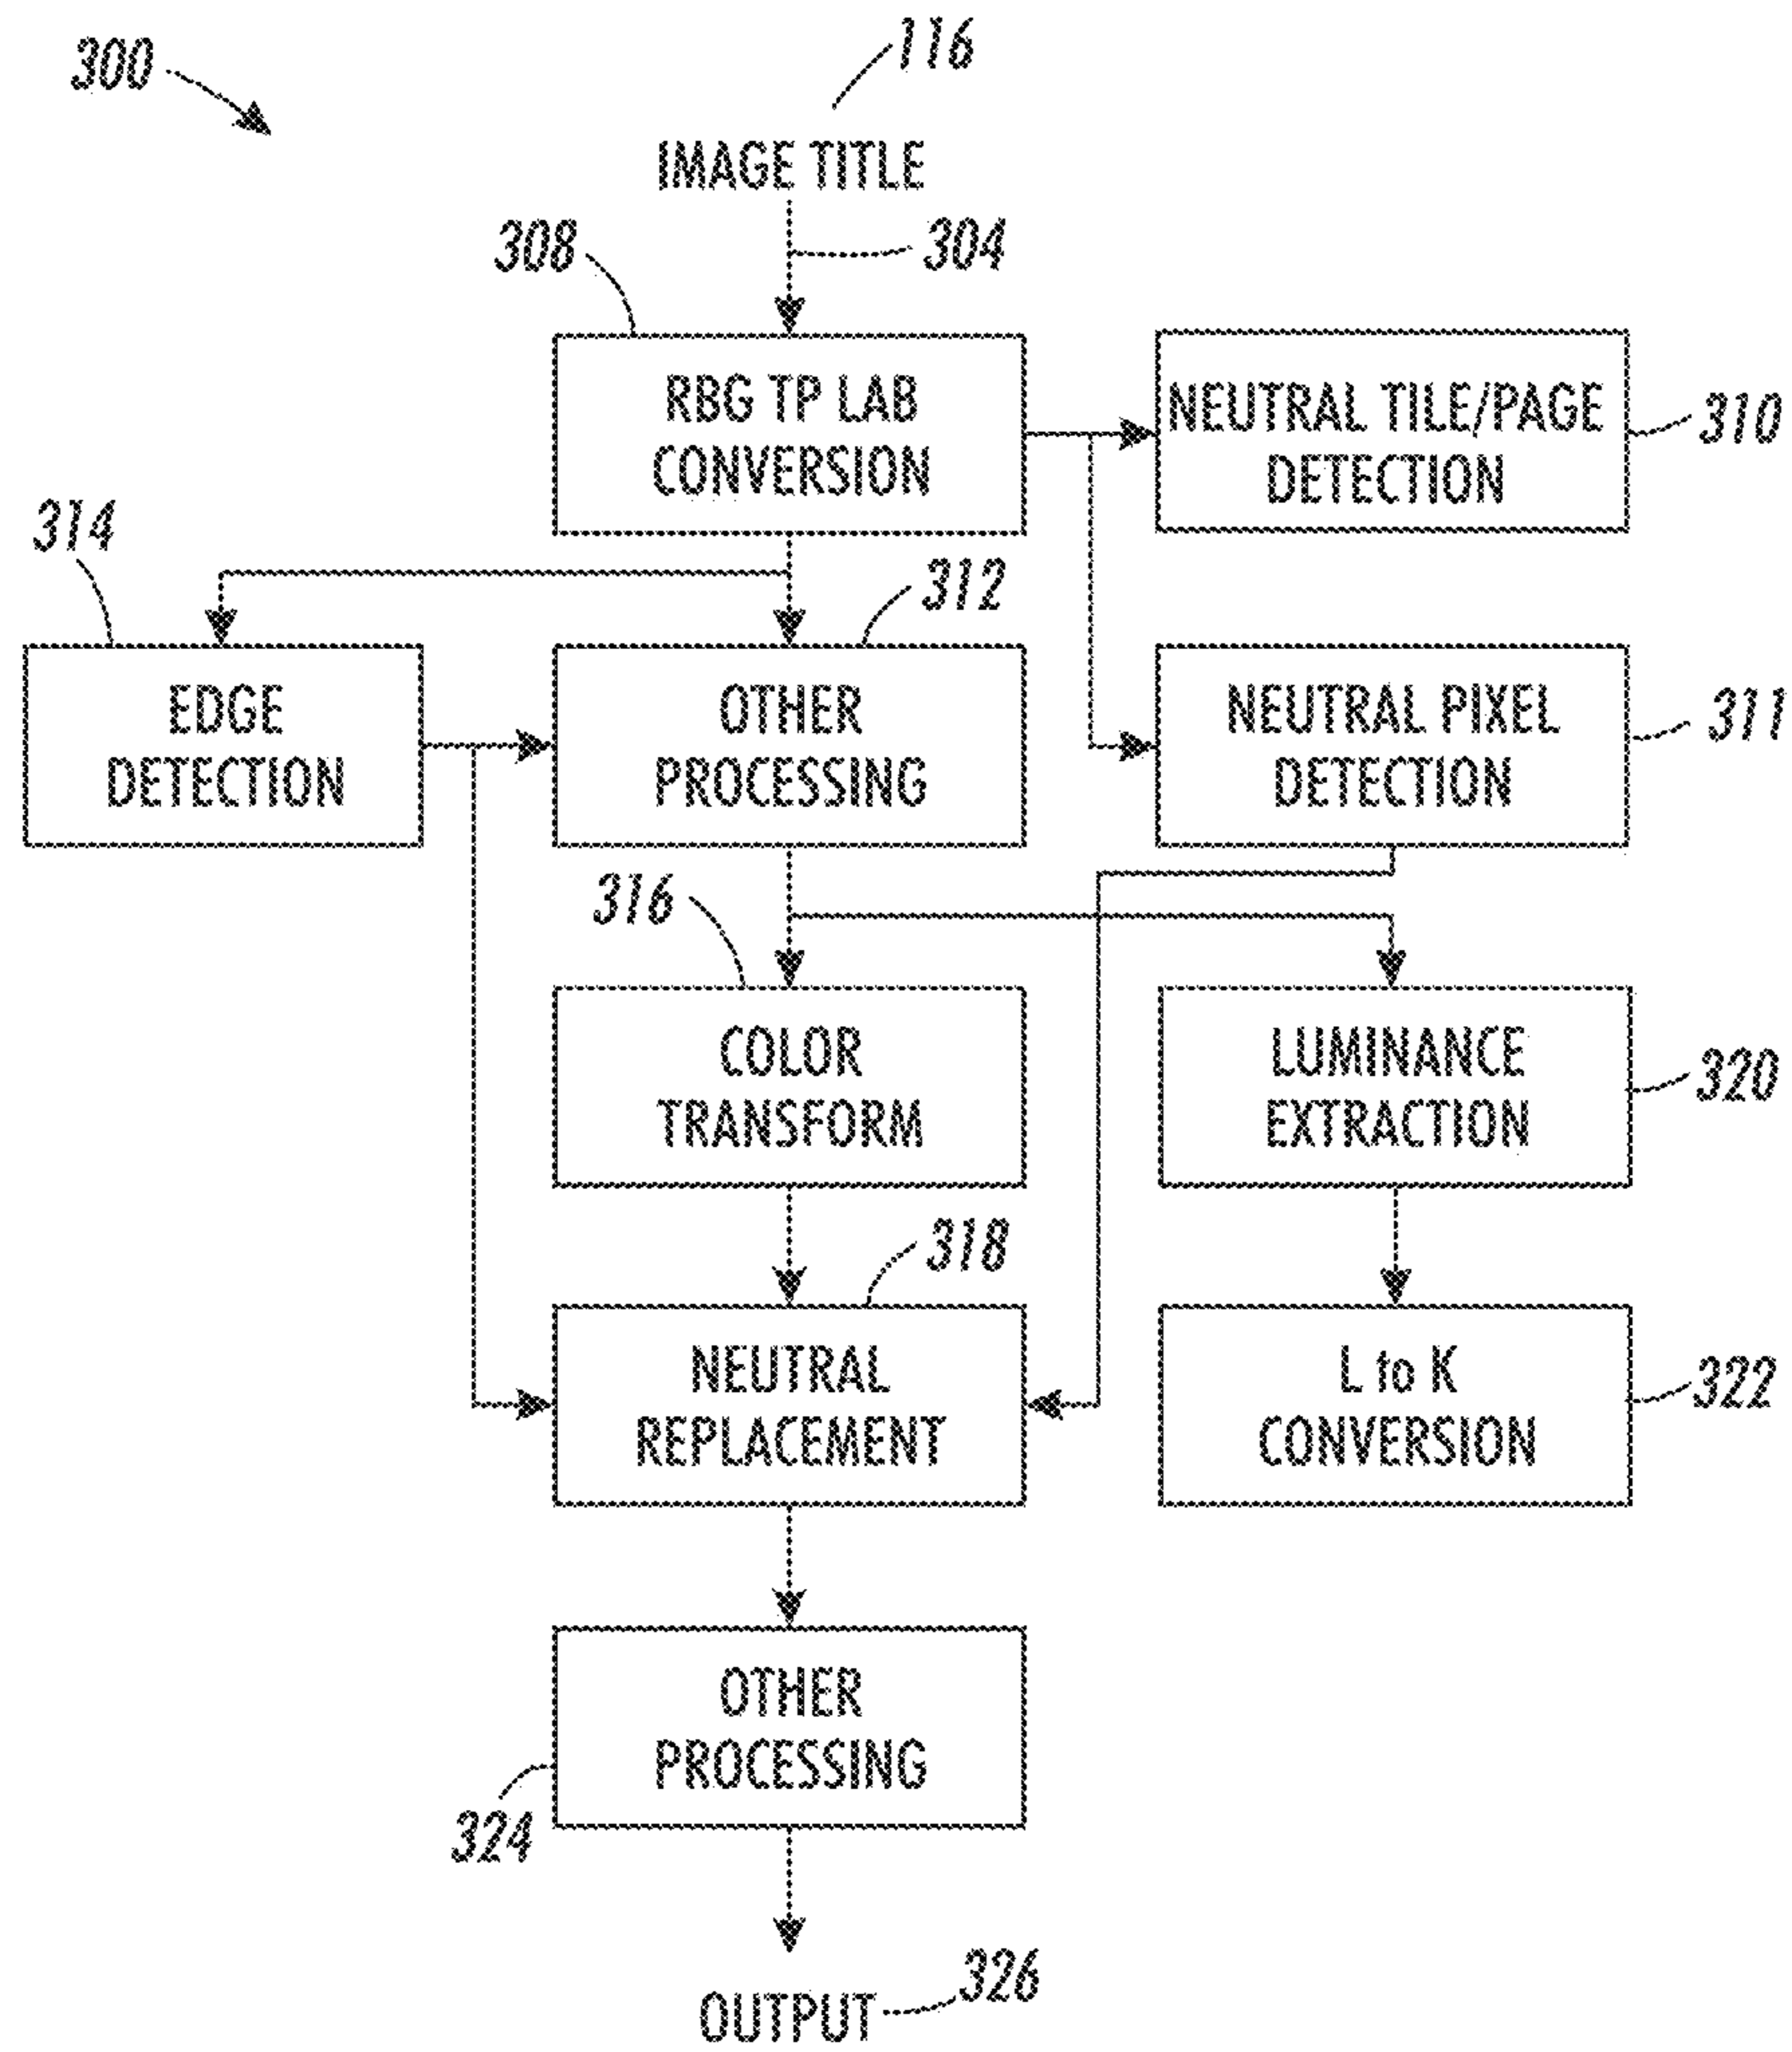 300
116
IMAGE TITLE
304
308
RBG TP LAB
CONVERSION
NEUTRAL TILE/PAGE
DETECTION
310
314
312
EDGE
DETECTION
OTHER
PROCESSING
NEUTRAL PIXEL
DETECTION
311
316
COLOR
TRANSFORM
LUMINANCE
EXTRACTION
320
318
NEUTRAL
REPLACEMENT
L to K
CONVERSION
322
OTHER
PROCESSING
324
OUTPUT
326